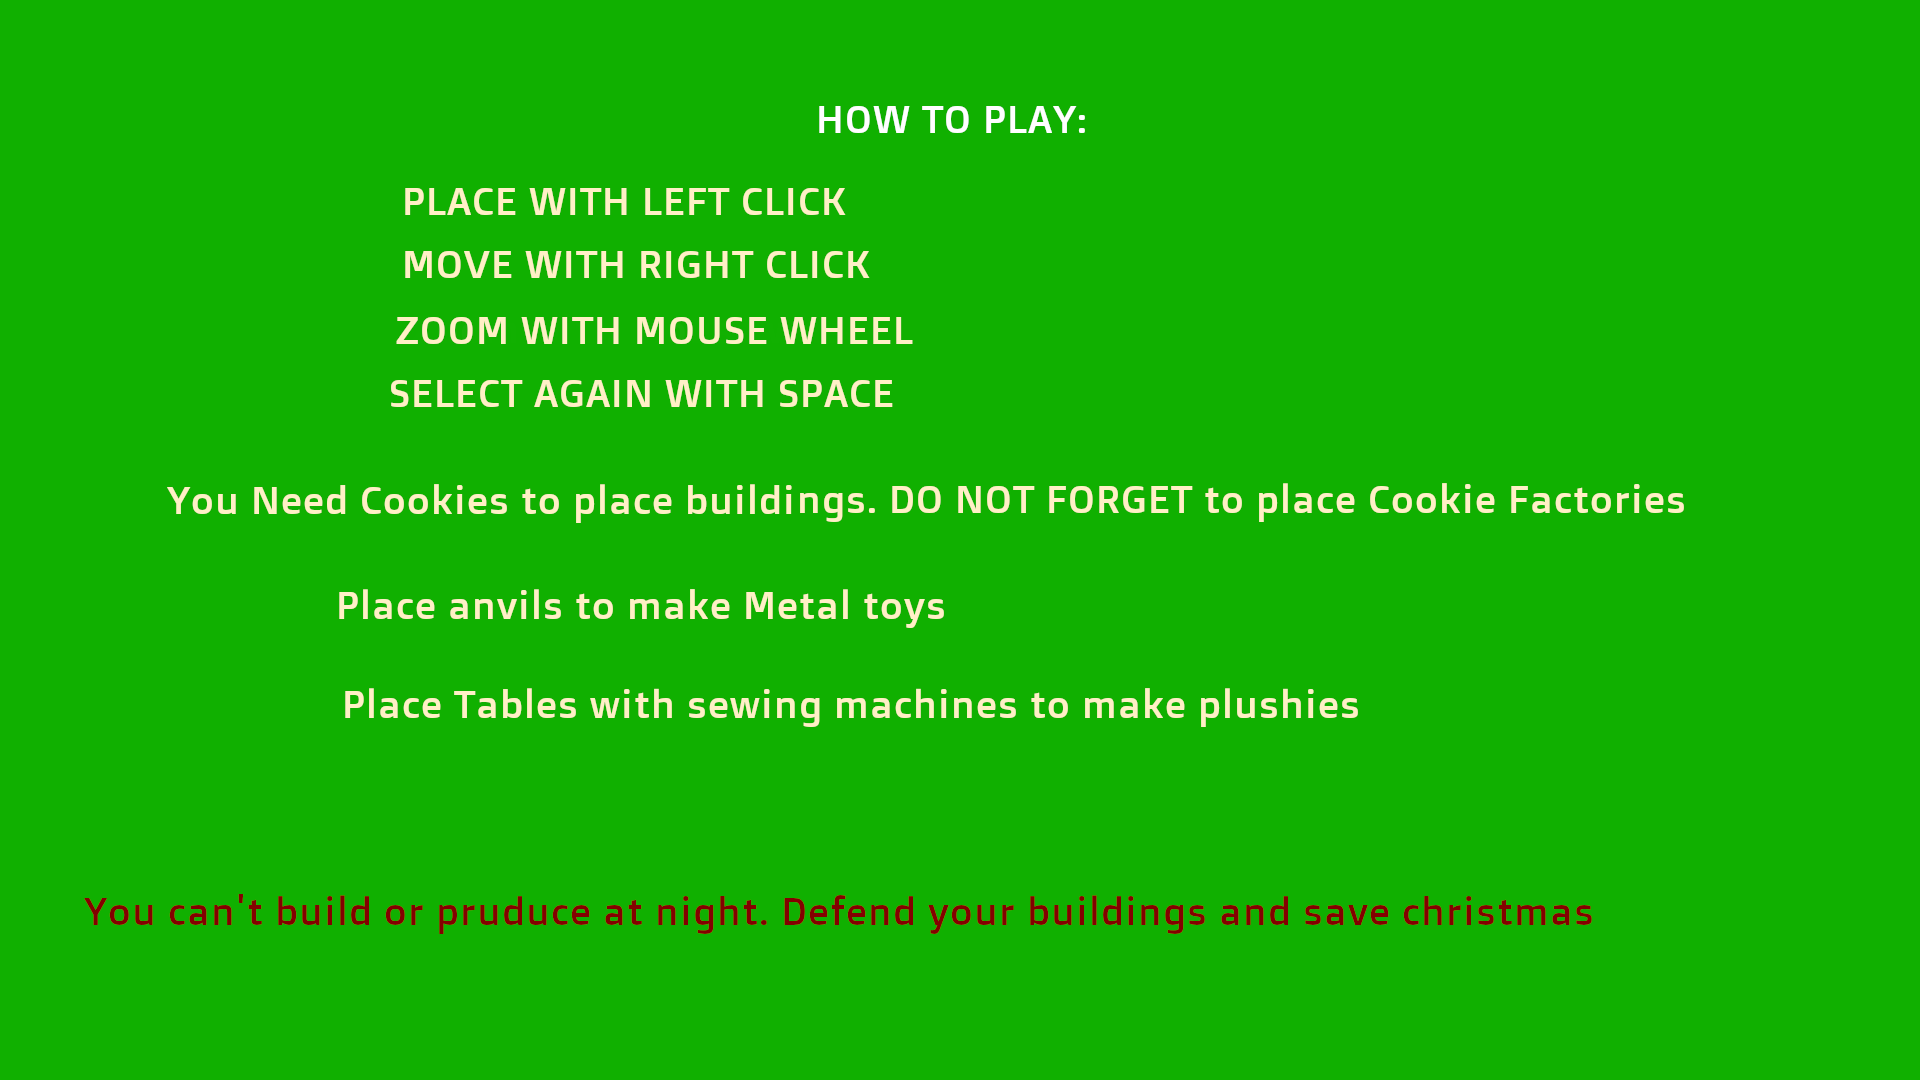 HOW TO PLAY:
PLACE WITH LEFT CLICK
MOVE WITH RIGHT CLICK
ZOOM WITH MOUSE WHEEL
SELECT AGAIN WITH SPACE
You Need Cookies to place buildings. DO NOT FORGET to place Cookie Factories
Place anvils to make Metal toys
Place Tables with sewing machines to make plushies
You can't build or pruduce at night. Defend your buildings and save christmas